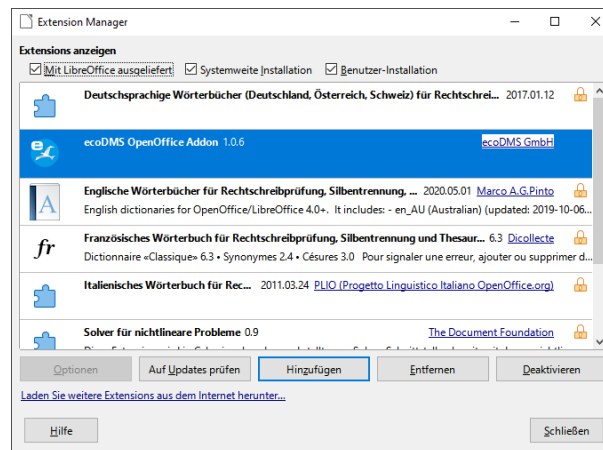 Extension Manager
Extensions anzeigen
Mit LibreOffice ausgeliefert Systemweite Installation Benutzer-Installation
Deutschsprachige Wörterbücher (Deutschland, Österreich, Schweiz) für Rechtschrei... 2017.01.12
ecoDMS OpenOffice Addon 1.0.6 ecoDMS GmbH
Englische Wörterbücher für Rechtschreibprüfung, Silbentrennung, ... 2020.05.01 Marco A.G.Pinto
English dictionaries for OpenOffice/LibreOffice 4.0+. It includes: - en_AU (Australian) (updated: 2019-10-06...
fr Französisches Wörterbuch für Rechtschreibprüfung, Silbentrennung und Thesaur... 6.3 Dicollecte
Dictionnaire «Classique» 6.3 • Synonymes 2.4 • Césures 3.0 Pour signaler une erreur, ajouter ou supprimer d...
Italienisches Wörterbuch für Rec... 2011.03.24 PLIO (Progetto Linguistico Italiano OpenOffice.org)
Solver für nichtlineare Probleme 0.9 The Document Foundation
Optionen Auf Updates prüfen Hinzufügen Entfernen Deaktivieren
Laden Sie weitere Extensions aus dem Internet herunter...
Hilfe Schließen